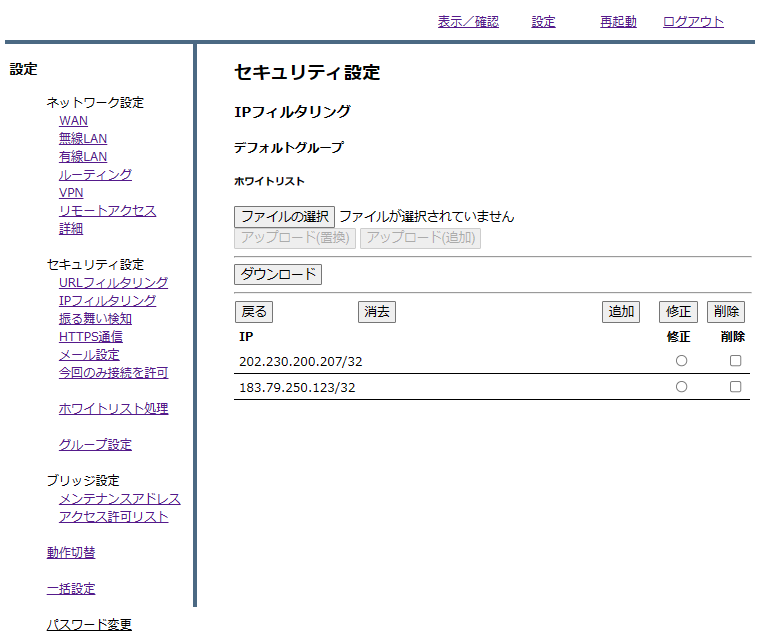 表示／確認 設定 再起動 ログアウト
設定
ネットワーク設定
WAN
無線LAN
有線LAN
ルーティング
VPN
リモートアクセス
詳細
セキュリティ設定
URLフィルタリング
IPフィルタリング
振る舞い検知
HTTPS通信
メール設定
今回のみ接続を許可
ホワイトリスト処理
グループ設定
ブリッジ設定
メンテナンスアドレス
アクセス許可リスト
動作切替
一括設定
パスワード変更
セキュリティ設定
IPフィルタリング
デフォルトグループ
ホワイトリスト
ファイルの選択 ファイルが選択されていません
アップロード(置換) アップロード(追加)
ダウンロード
戻る 消去 追加 修正 削除
IP 修正 削除
202.230.200.207/32
183.79.250.123/32